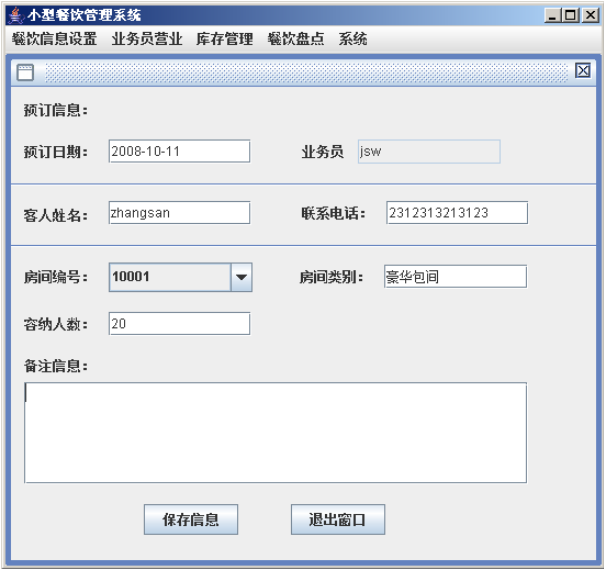 小型餐饮管理系统
餐饮信息设置 业务员营业 库存管理 餐饮盘点 系统
预订信息：
预订日期： 2008-10-11 业务员 jsw
客人姓名： zhangsan 联系电话： 2312313213123
房间编号： 10001 房间类别： 豪华包间
容纳人数： 20
备注信息：
保存信息 退出窗口